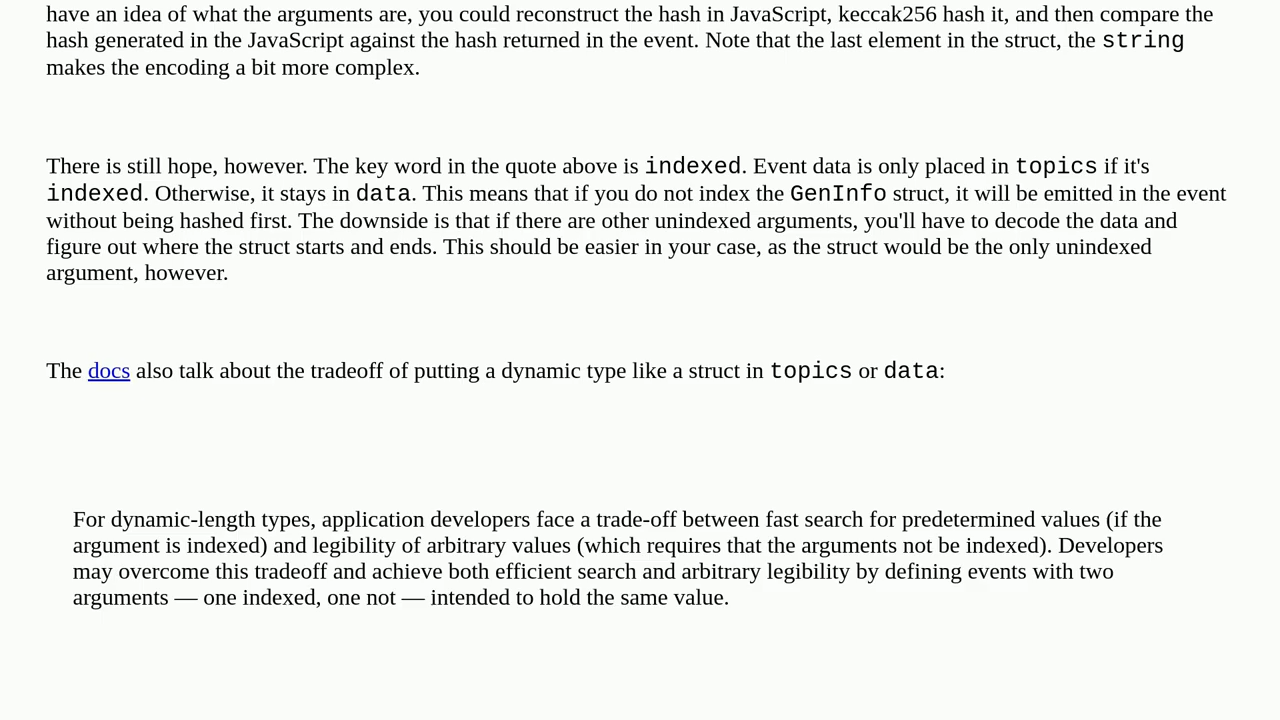 have an idea of what the arguments are, you could reconstruct the hash in JavaScript, keccak256 hash it, and then compare the
hash generated in the JavaScript against the hash returned in the event. Note that the last element in the struct, the string
makes the encoding a bit more complex.
There is still hope, however. The key word in the quote above is indexed. Event data is only placed in topics if it's
indexed. Otherwise, it stays in data. This means that if you do not index the GenInfo struct, it will be emitted in the event
without being hashed first. The downside is that if there are other unindexed arguments, you'll have to decode the data and
figure out where the struct starts and ends. This should be easier in your case, as the struct would be the only unindexed
argument, however.
The docs also talk about the tradeoff of putting a dynamic type like a struct in topics or data:
For dynamic-length types, application developers face a trade-off between fast search for predetermined values (if the
argument is indexed) and legibility of arbitrary values (which requires that the arguments not be indexed). Developers
may overcome this tradeoff and achieve both efficient search and arbitrary legibility by defining events with two
arguments — one indexed, one not — intended to hold the same value.